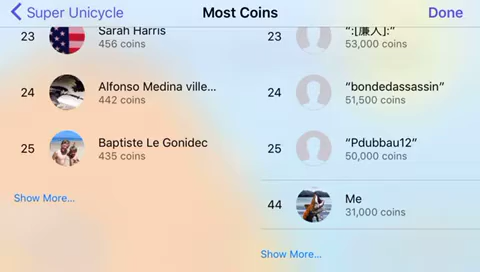 Super Unicycle
Most Coins
Done
23
Sarah Harris
456 coins
24
Alfonso Medina ville...
442 coins
25
Baptiste Le Gonidec
435 coins
Show More...
23
":[廉人]:"
53,000 coins
24
"bondedassassin"
51,500 coins
25
"Pdubbau12"
50,000 coins
44
Me
31,000 coins
Show More...